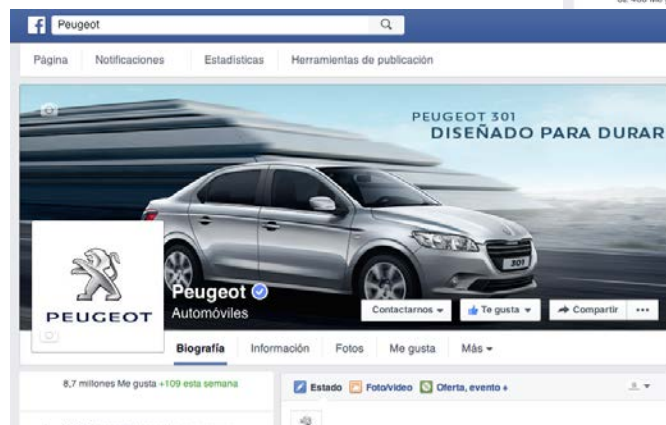 Peugeot
Página Notificaciones Estadísticas Herramientas de publicación
PEUGEOT 301
DISEÑADO PARA DURAR
301
PEUGEOT
Peugeot
Automóviles
Contactarnos Te gusta Compartir
Biografía Información Fotos Me gusta Más
8,7 millones Me gusta +109 esta semana
Estado Foto/video Oferta, evento +